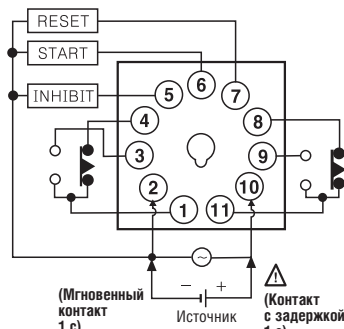 RESET
START
INHIBIT
6
5
7
4
8
3
9
2
10
1
11
~
− +
(Мгновенный
контакт
1 с)
Источник
(Контакт
с задержкой
1 с)